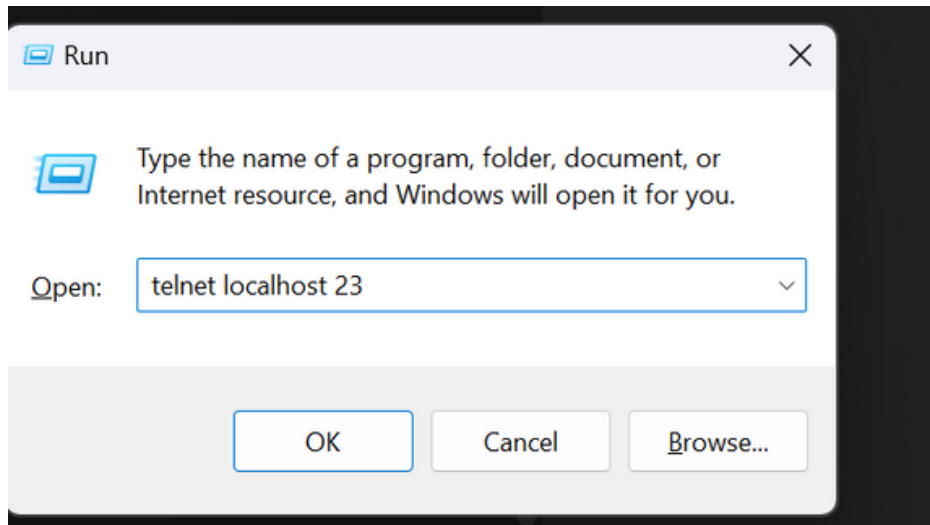 Run
Type the name of a program, folder, document, or
Internet resource, and Windows will open it for you.
Open: telnet localhost 23
OK Cancel Browse...